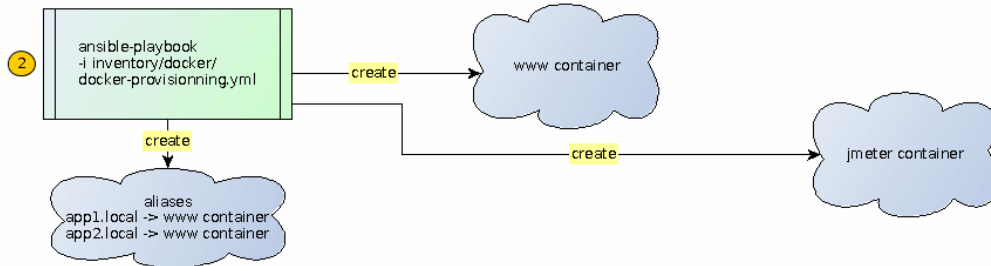 2
ansible-playbook
-i inventory/docker/
docker-provisionning.yml
create
www container
create
jmeter container
create
aliases
app1.local -> www container
app2.local -> www container